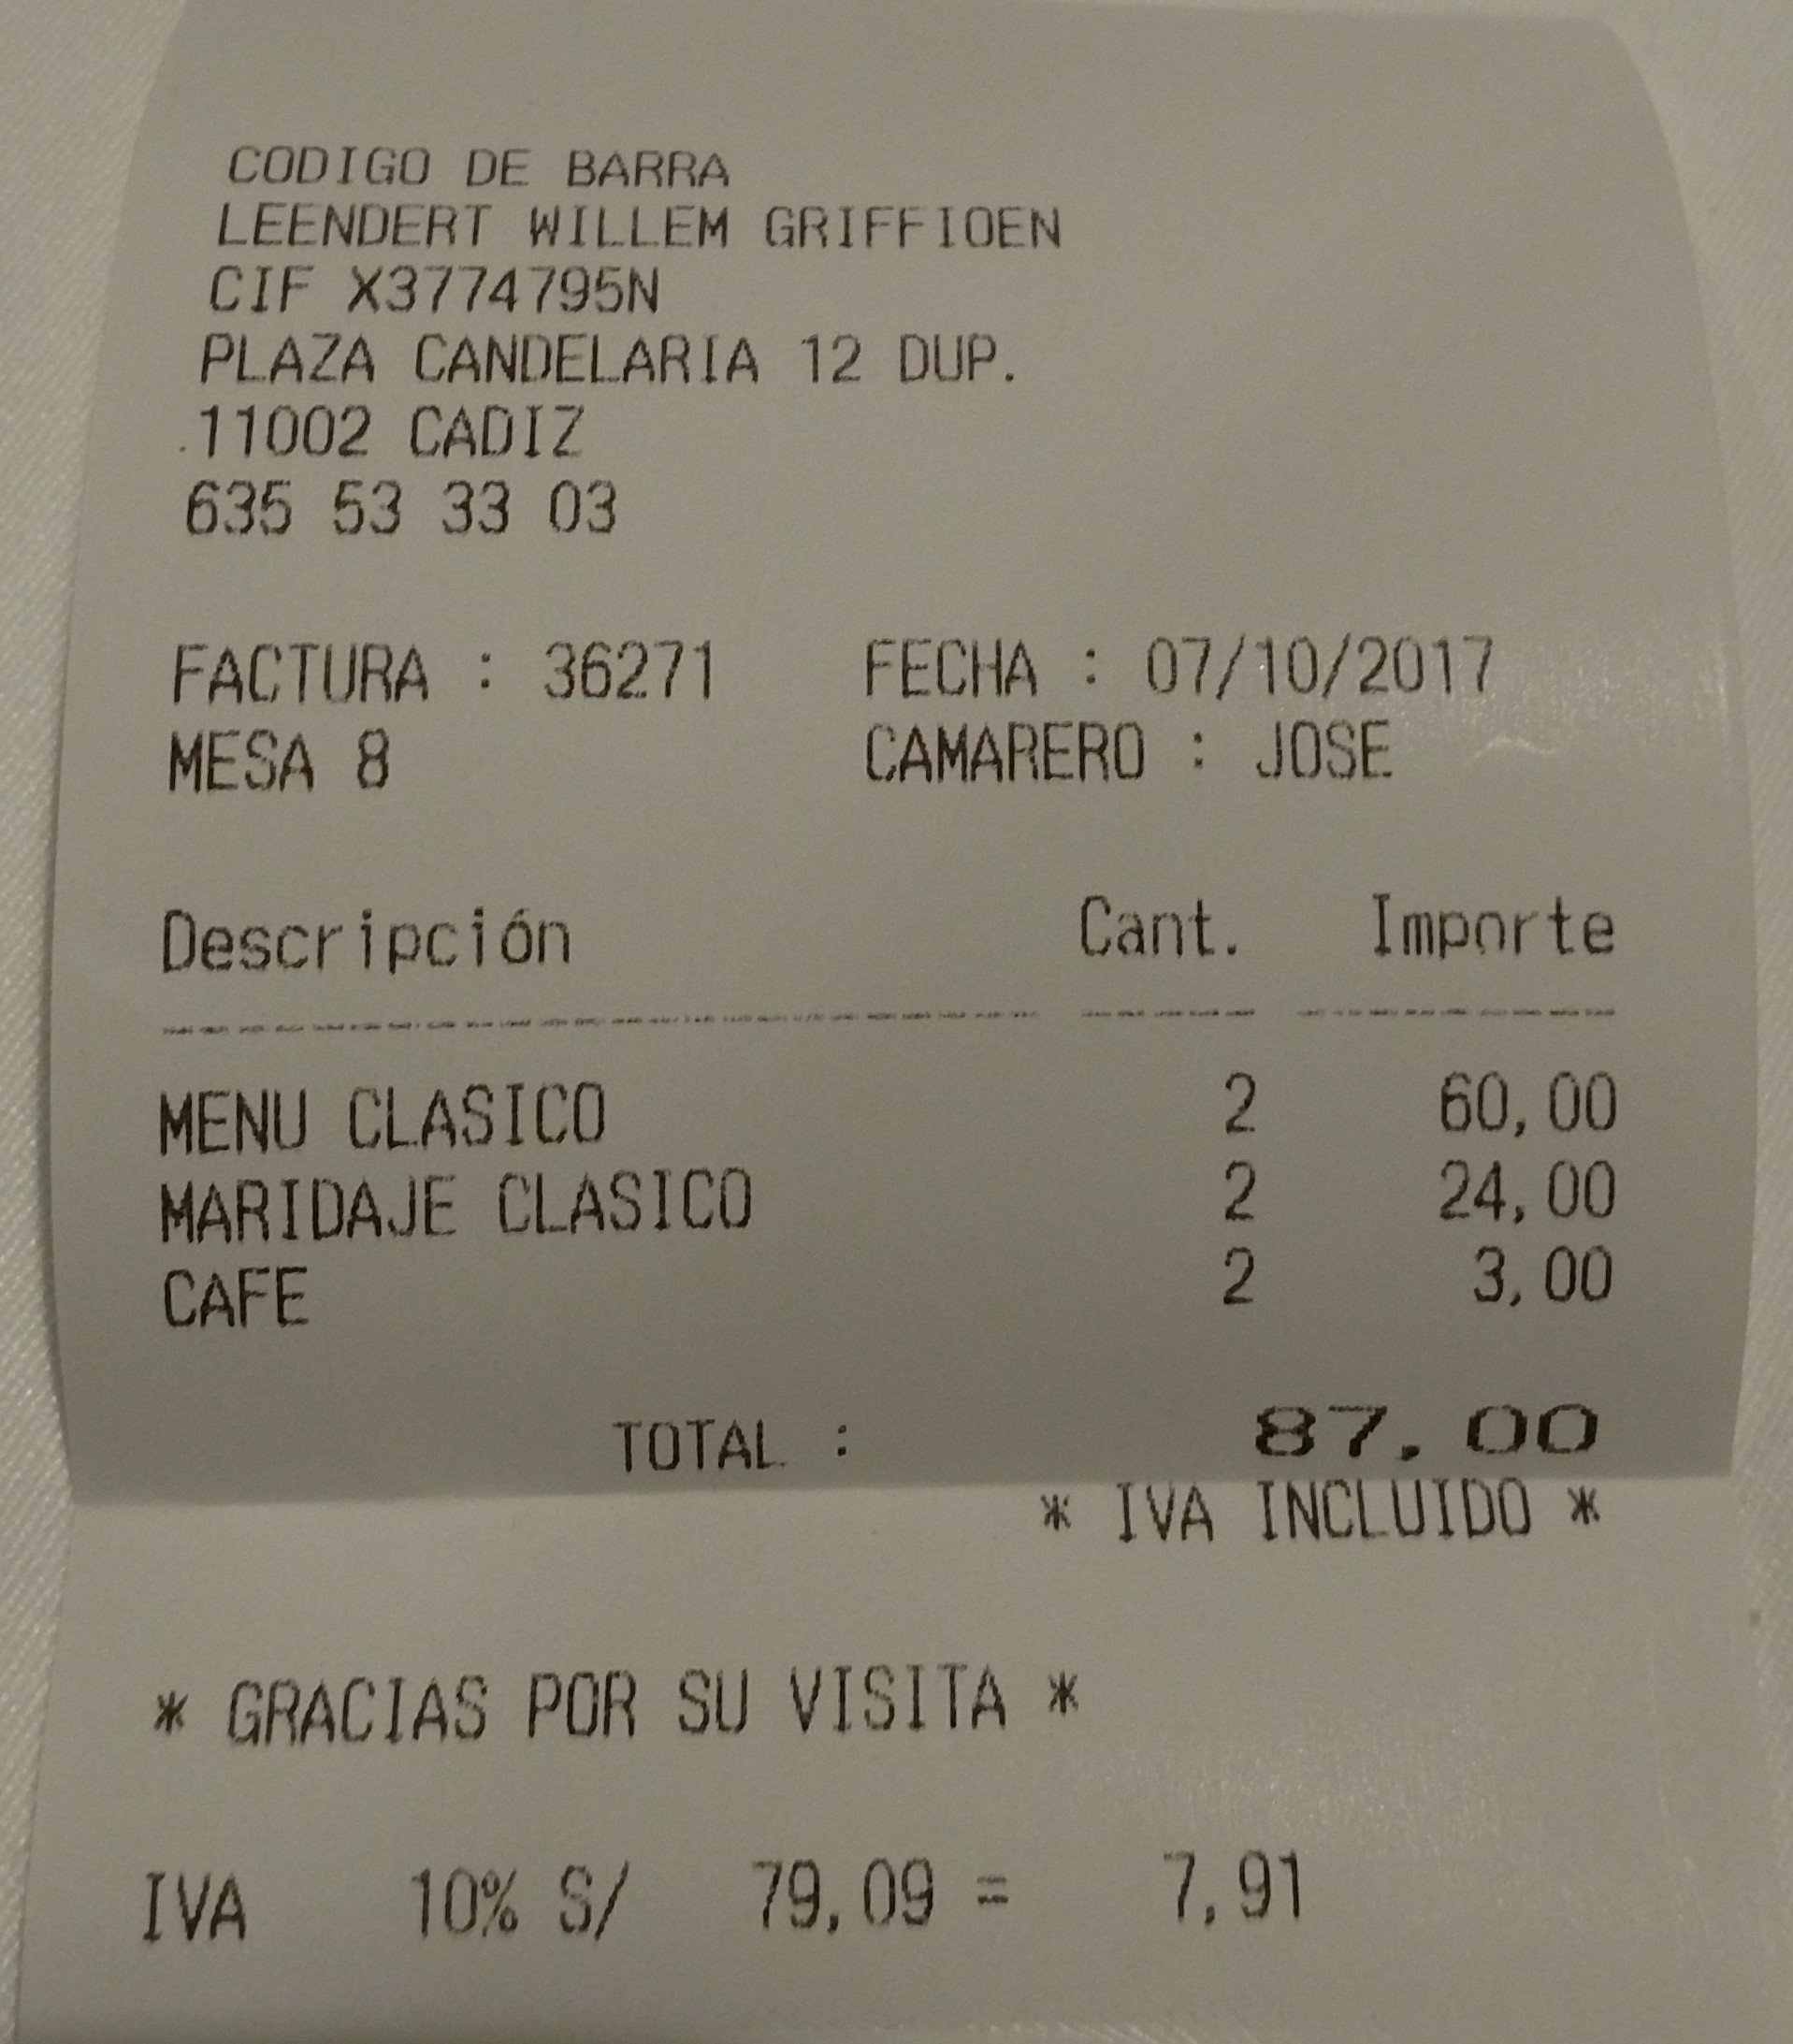 CODIGO DE BARRA
LEENDERT WILLEM GRIFFIOEN
CIF X3774795N
PLAZA CANDELARIA 12 DUP.
11002 CADIZ
635 53 33 03
FACTURA : 36271 FECHA : 07/10/2017
MESA 8 CAMARERO : JOSE
Descripción Cant. Importe
MENU CLASICO 2 60,00
MARIDAJE CLASICO 2 24,00
CAFE 2 3,00
TOTAL : 87.00
* IVA INCLUIDO *
* GRACIAS POR SU VISITA *
IVA 10% S/ 79,09 = 7,91